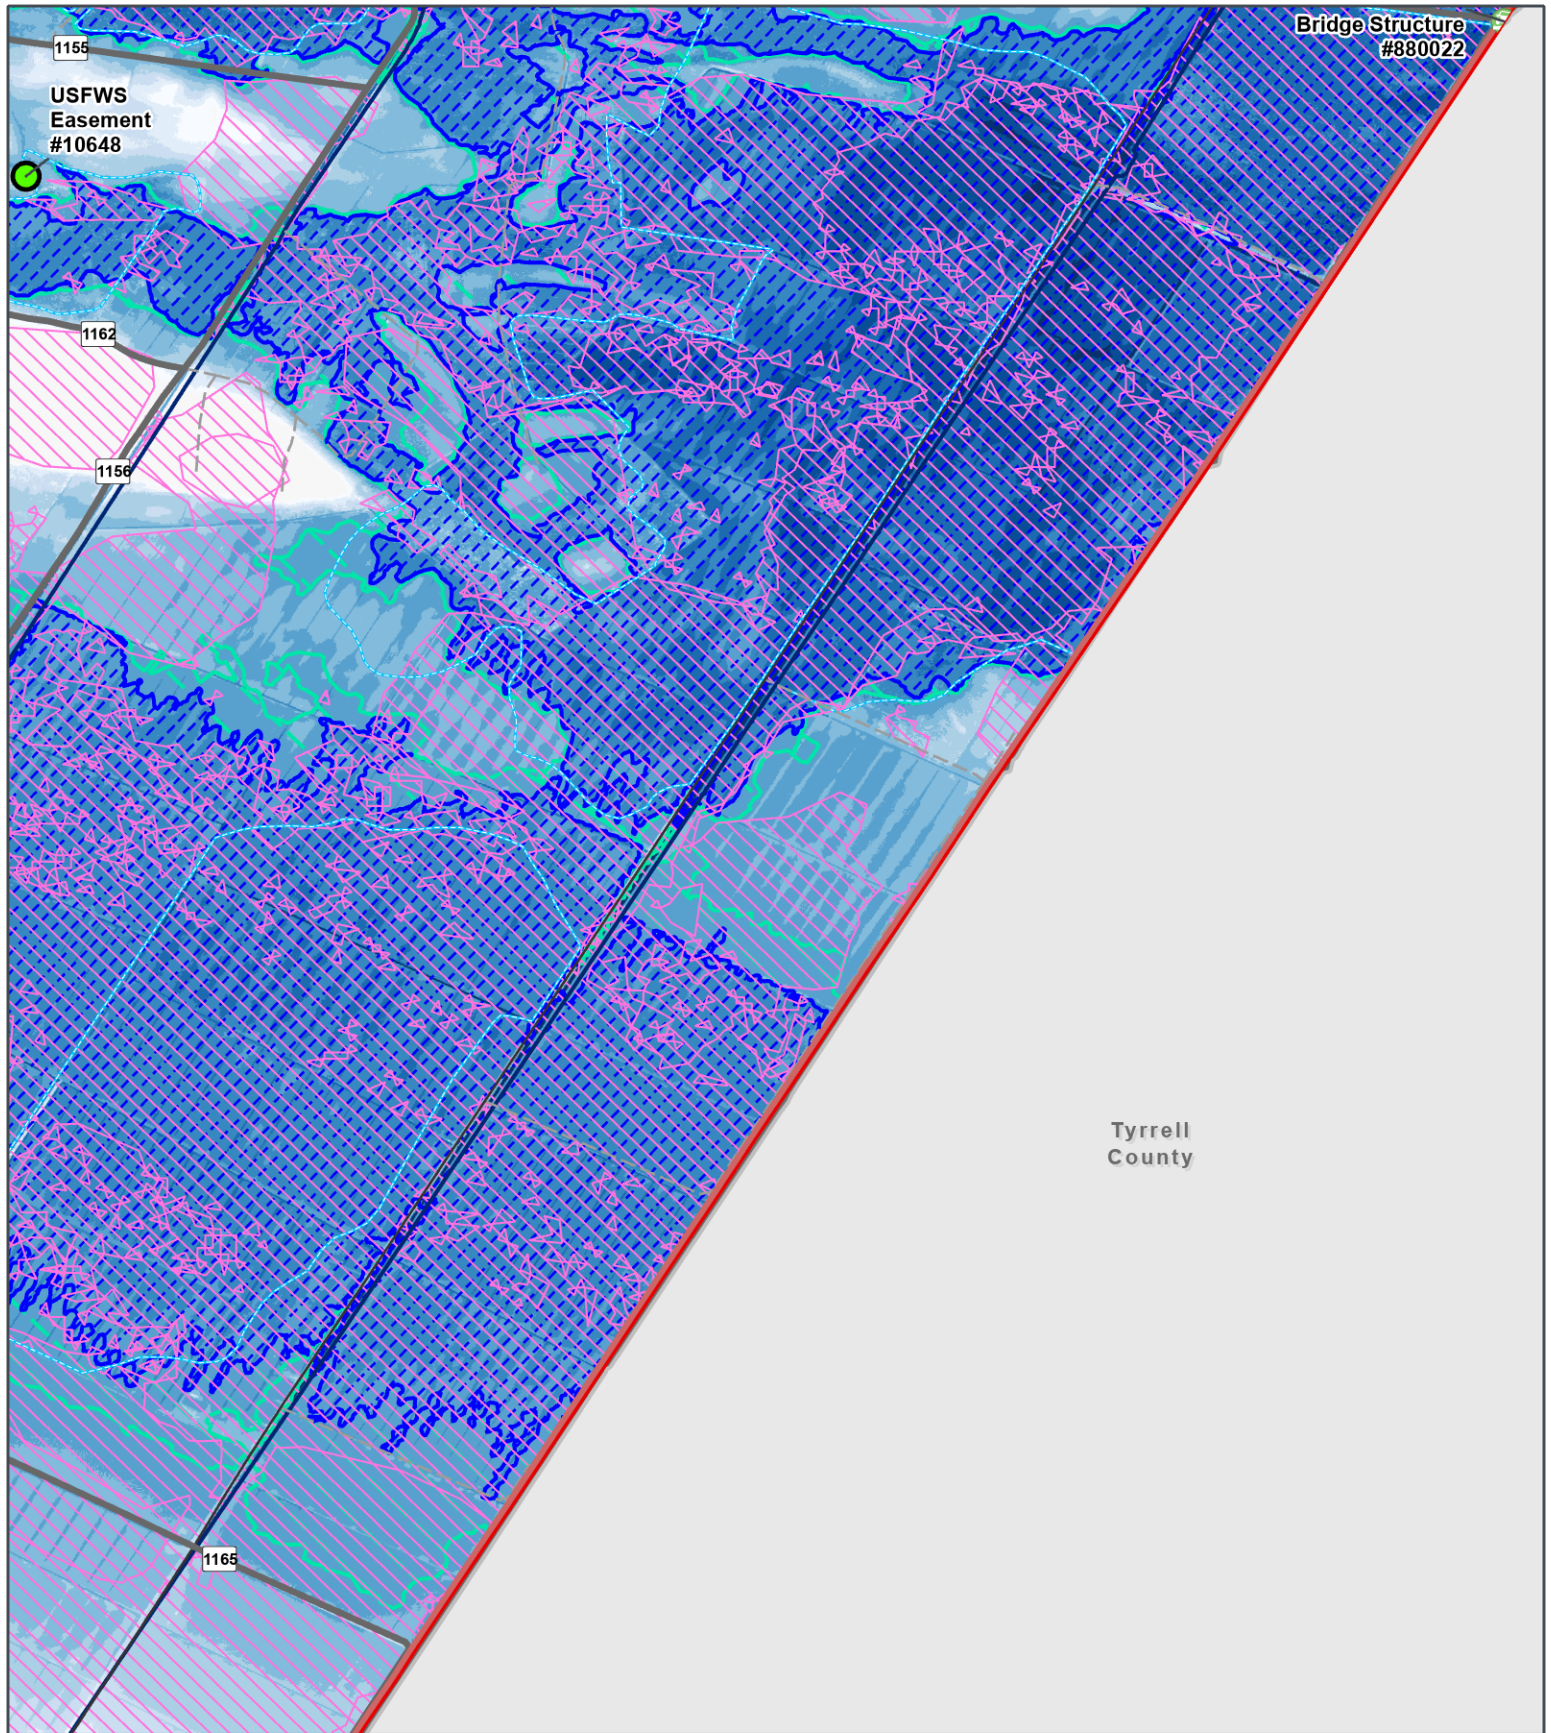 Bridge Structure
#880022
1155
USFWS
Easement
#10648
1162
1156
Tyrrell
County
1165